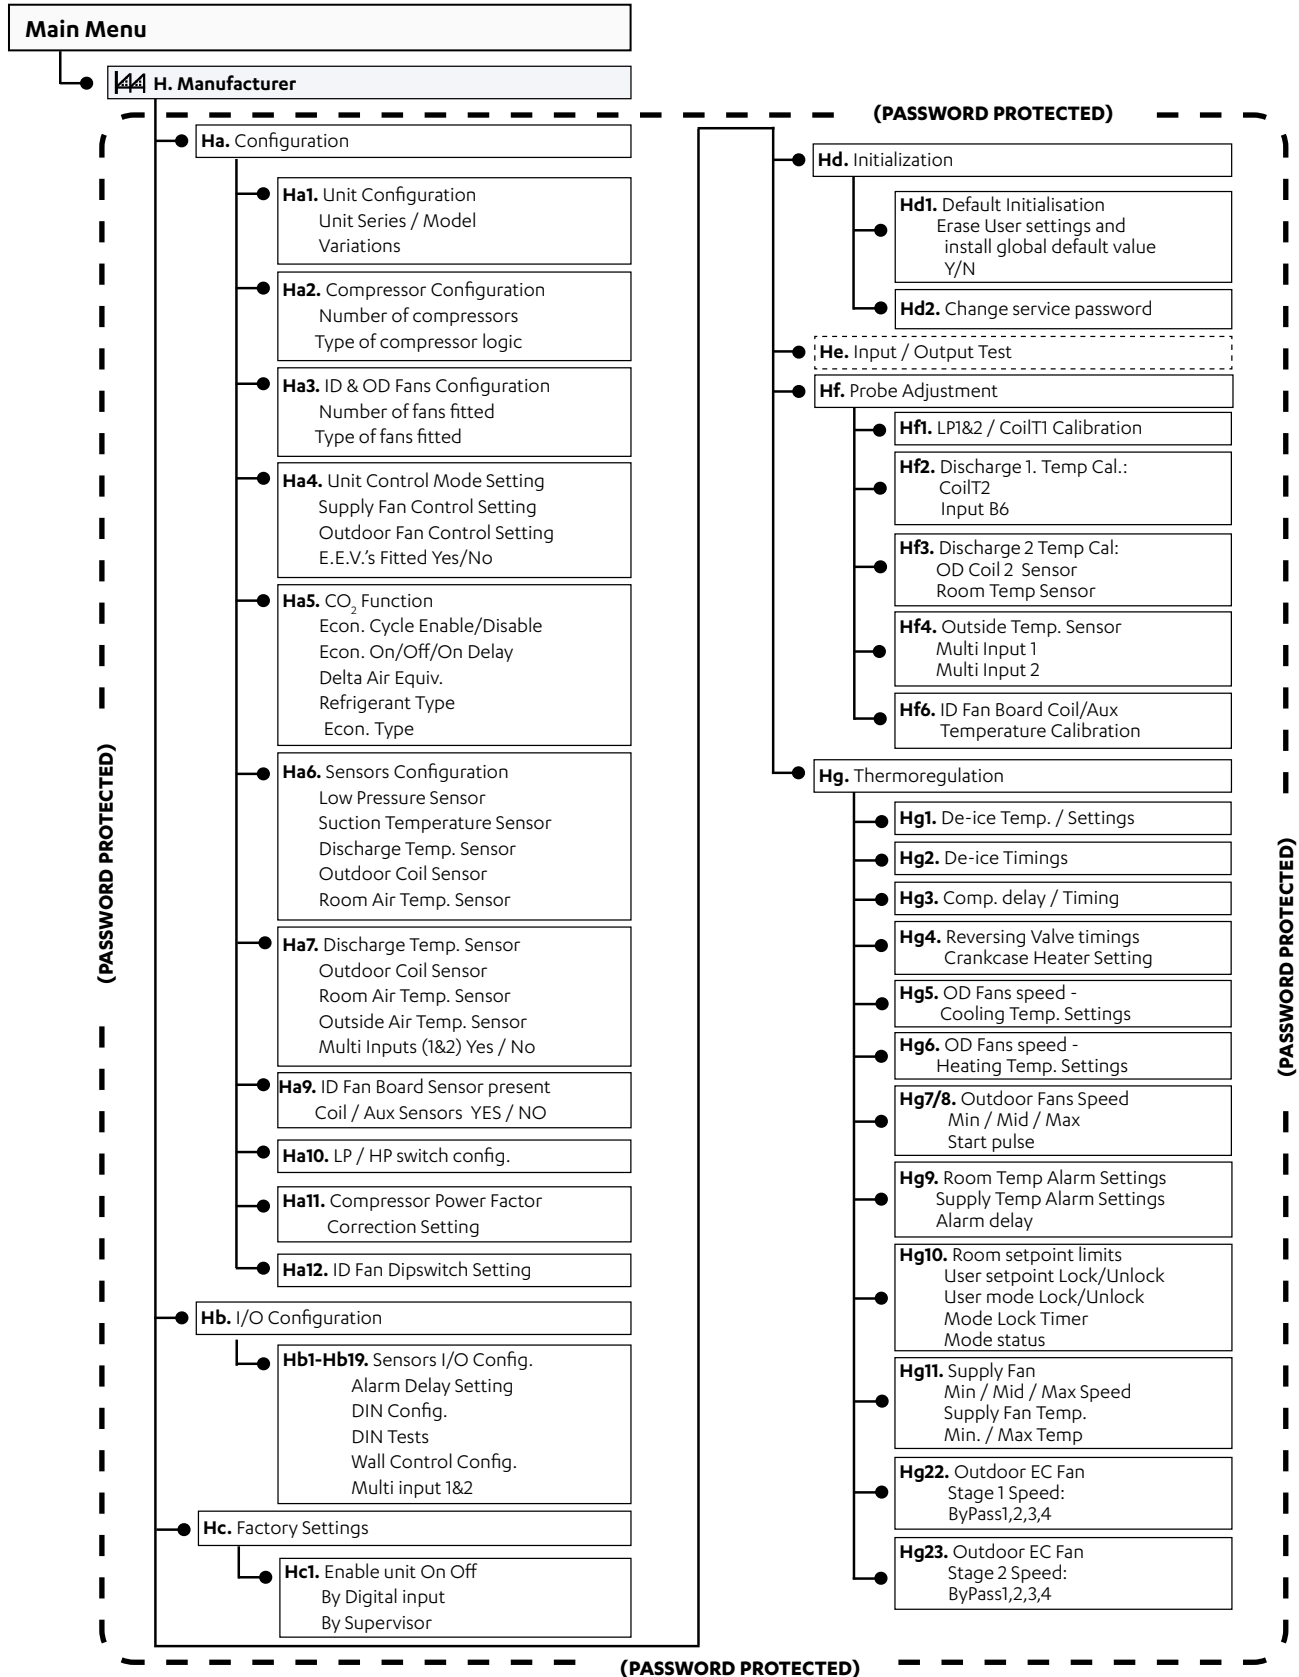 Main Menu
H. Manufacturer
(PASSWORD PROTECTED)
(PASSWORD PROTECTED)
Ha. Configuration
Ha1. Unit Configuration
Unit Series / Model
Variations
Ha2. Compressor Configuration
Number of compressors
Type of compressor logic
Ha3. ID & OD Fans Configuration
Number of fans fitted
Type of fans fitted
Ha4. Unit Control Mode Setting
Supply Fan Control Setting
Outdoor Fan Control Setting
E.E.V.'s Fitted Yes/No
Ha5. CO₂ Function
Econ. Cycle Enable/Disable
Econ. On/Off/On Delay
Delta Air Equiv.
Refrigerant Type
Econ. Type
Ha6. Sensors Configuration
Low Pressure Sensor
Suction Temperature Sensor
Discharge Temp. Sensor
Outdoor Coil Sensor
Room Air Temp. Sensor
Ha7. Discharge Temp. Sensor
Outdoor Coil Sensor
Room Air Temp. Sensor
Outside Air Temp. Sensor
Multi Inputs (1&2) Yes / No
Ha9. ID Fan Board Sensor present
Coil / Aux Sensors YES / NO
Ha10. LP / HP switch config.
Ha11. Compressor Power Factor
Correction Setting
Ha12. ID Fan Dipswitch Setting
Hb. I/O Configuration
Hb1-Hb19. Sensors I/O Config.
Alarm Delay Setting
DIN Config.
DIN Tests
Wall Control Config.
Multi input 1&2
Hc. Factory Settings
Hc1. Enable unit On Off
By Digital input
By Supervisor
Hd. Initialization
Hd1. Default Initialisation
Erase User settings and
install global default value
Y/N
Hd2. Change service password
He. Input / Output Test
Hf. Probe Adjustment
Hf1. LP1&2 / CoilT1 Calibration
Hf2. Discharge 1. Temp Cal.:
CoilT2
Input B6
Hf3. Discharge 2 Temp Cal:
OD Coil 2 Sensor
Room Temp Sensor
Hf4. Outside Temp. Sensor
Multi Input 1
Multi Input 2
Hf6. ID Fan Board Coil/Aux
Temperature Calibration
Hg. Thermoregulation
Hg1. De-ice Temp. / Settings
Hg2. De-ice Timings
Hg3. Comp. delay / Timing
Hg4. Reversing Valve timings
Crankcase Heater Setting
Hg5. OD Fans speed -
Cooling Temp. Settings
Hg6. OD Fans speed -
Heating Temp. Settings
Hg7/8. Outdoor Fans Speed
Min / Mid / Max
Start pulse
Hg9. Room Temp Alarm Settings
Supply Temp Alarm Settings
Alarm delay
Hg10. Room setpoint limits
User setpoint Lock/Unlock
User mode Lock/Unlock
Mode Lock Timer
Mode status
Hg11. Supply Fan
Min / Mid / Max Speed
Supply Fan Temp.
Min. / Max Temp
Hg22. Outdoor EC Fan
Stage 1 Speed:
ByPass1,2,3,4
Hg23. Outdoor EC Fan
Stage 2 Speed:
ByPass1,2,3,4
(PASSWORD PROTECTED)
(PASSWORD PROTECTED)